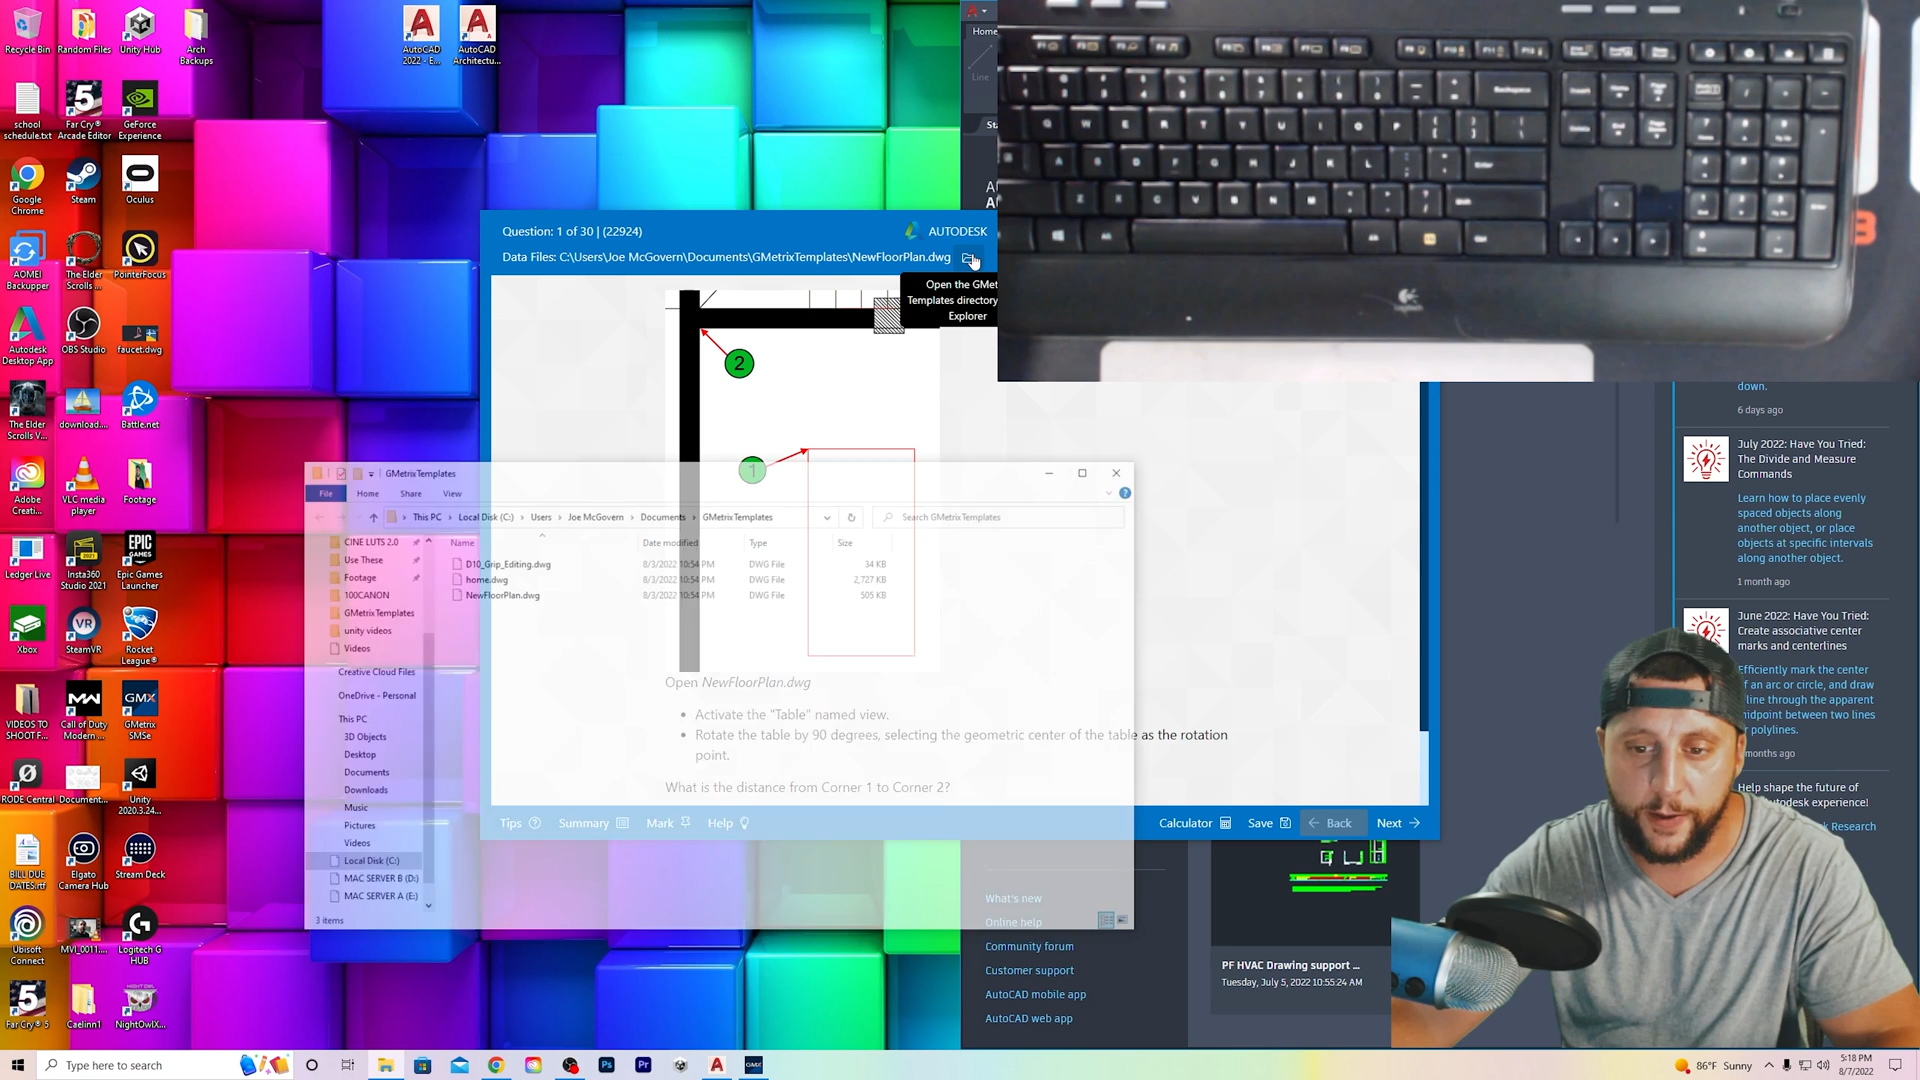 Recycle Bin
Random Files
Unity Hub
Arch
Backups
AutoCAD
2022 - E...
AutoCAD
Architectu...
school
schedule.txt
Far Cry® 5
Arcade Editor
GeForce
Experience
Google
Chrome
Steam
Oculus
AOMEI
Backupper
The Elder
Scrolls ...
PointerFocus
Autodesk
Desktop App
OBS Studio
faucet.dwg
The Elder
Scrolls V...
download....
Battle.net
Adobe
Creati...
VLC media
player
Footage
Ledger Live
Insta360
Studio 2021
Epic Games
Launcher
Xbox
SteamVR
Rocket
League®
VIDEOS TO
SHOOT F...
Call of Duty
Modern ...
GMetrix
SMSe
RODE Central
Document...
Unity
2020.3.24...
BILL DUE
DATES.rtf
Elgato
Camera Hub
Stream Deck
Ubisoft
Connect
MVI_0011....
Logitech G
HUB
Far Cry® 5
Caelinn1
NightOwlX...
Home
Line
Question: 1 of 30 | (22924)
AUTODESK
Data Files: C:\Users\Joe McGovern\Documents\GMetrixTemplates\NewFloorPlan.dwg
Open the GMet
Templates directory
Explorer
2
1
GMetrixTemplates
File
Home
Share
View
This PC
Local Disk (C:)
Users
Joe McGovern
Documents
GMetrixTemplates
Search GMetrixTemplates
CINE LUTS 2.0
Use These
Footage
100CANON
GMetrixTemplates
unity videos
Videos
Creative Cloud Files
OneDrive - Personal
This PC
3D Objects
Desktop
Documents
Downloads
Music
Pictures
Videos
Local Disk (C:)
MAC SERVER B (D:)
MAC SERVER A (E:)
3 items
Name
Date modified
Type
Size
D10_Grip_Editing.dwg 8/3/2022 10:54 PM DWG File 34 KB
home.dwg 8/3/2022 10:54 PM DWG File 2,727 KB
NewFloorPlan.dwg 8/3/2022 10:54 PM DWG File 505 KB
Open NewFloorPlan.dwg
• Activate the "Table" named view.
• Rotate the table by 90 degrees, selecting the geometric center of the table as the rotation
point.
What is the distance from Corner 1 to Corner 2?
Tips
Summary
Mark
Help
Calculator
Save
Back
Next
What's new
Online help
Community forum
Customer support
AutoCAD mobile app
AutoCAD web app
PF HVAC Drawing support ...
Tuesday, July 5, 2022 10:55:24 AM
down.
6 days ago
July 2022: Have You Tried:
The Divide and Measure
Commands
Learn how to place evenly
spaced objects along
another object, or place
objects at specific intervals
along another object.
1 month ago
June 2022: Have You Tried:
Create associative center
marks and centerlines
Efficiently mark the center
of an arc or circle, and draw
line through the apparent
midpoint between two lines
polylines.
months ago
Help shape the future of
experience!
Research
Type here to search
86°F Sunny
5:18 PM
8/7/2022